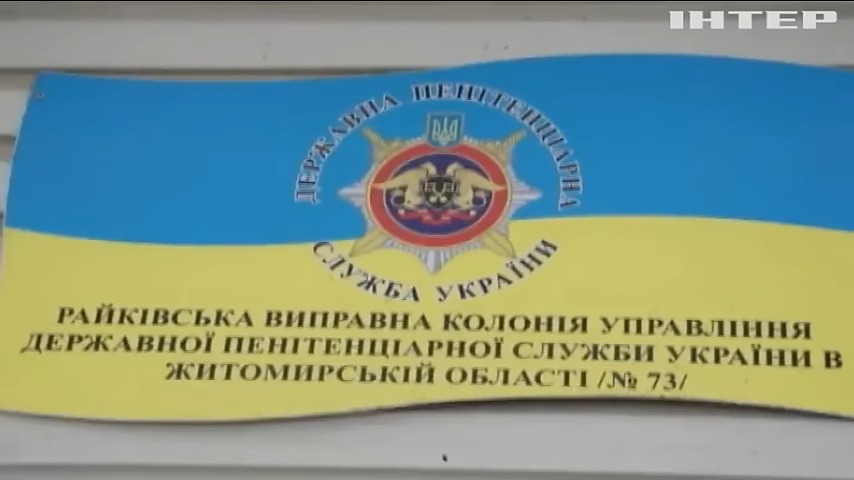 ІНТЕР
ДЕРЖАВНА ПЕНІТЕНЦІАРНА
СЛУЖБА УКРАЇНИ
РАЙКІВСЬКА ВИПРАВНА КОЛОНІЯ УПРАВЛІННЯ
ДЕРЖАВНОЇ ПЕНІТЕНЦІАРНОЇ СЛУЖБИ УКРАЇНИ В
ЖИТОМИРСЬКІЙ ОБЛАСТІ /№ 73/